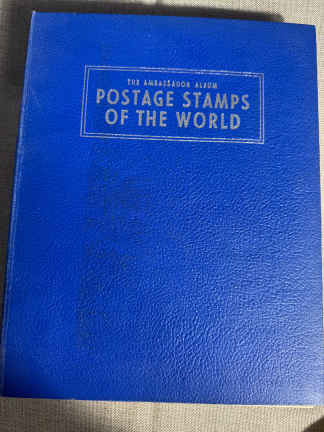 THE AMBASSADOR ALBUM
POSTAGE STAMPS
OF THE WORLD